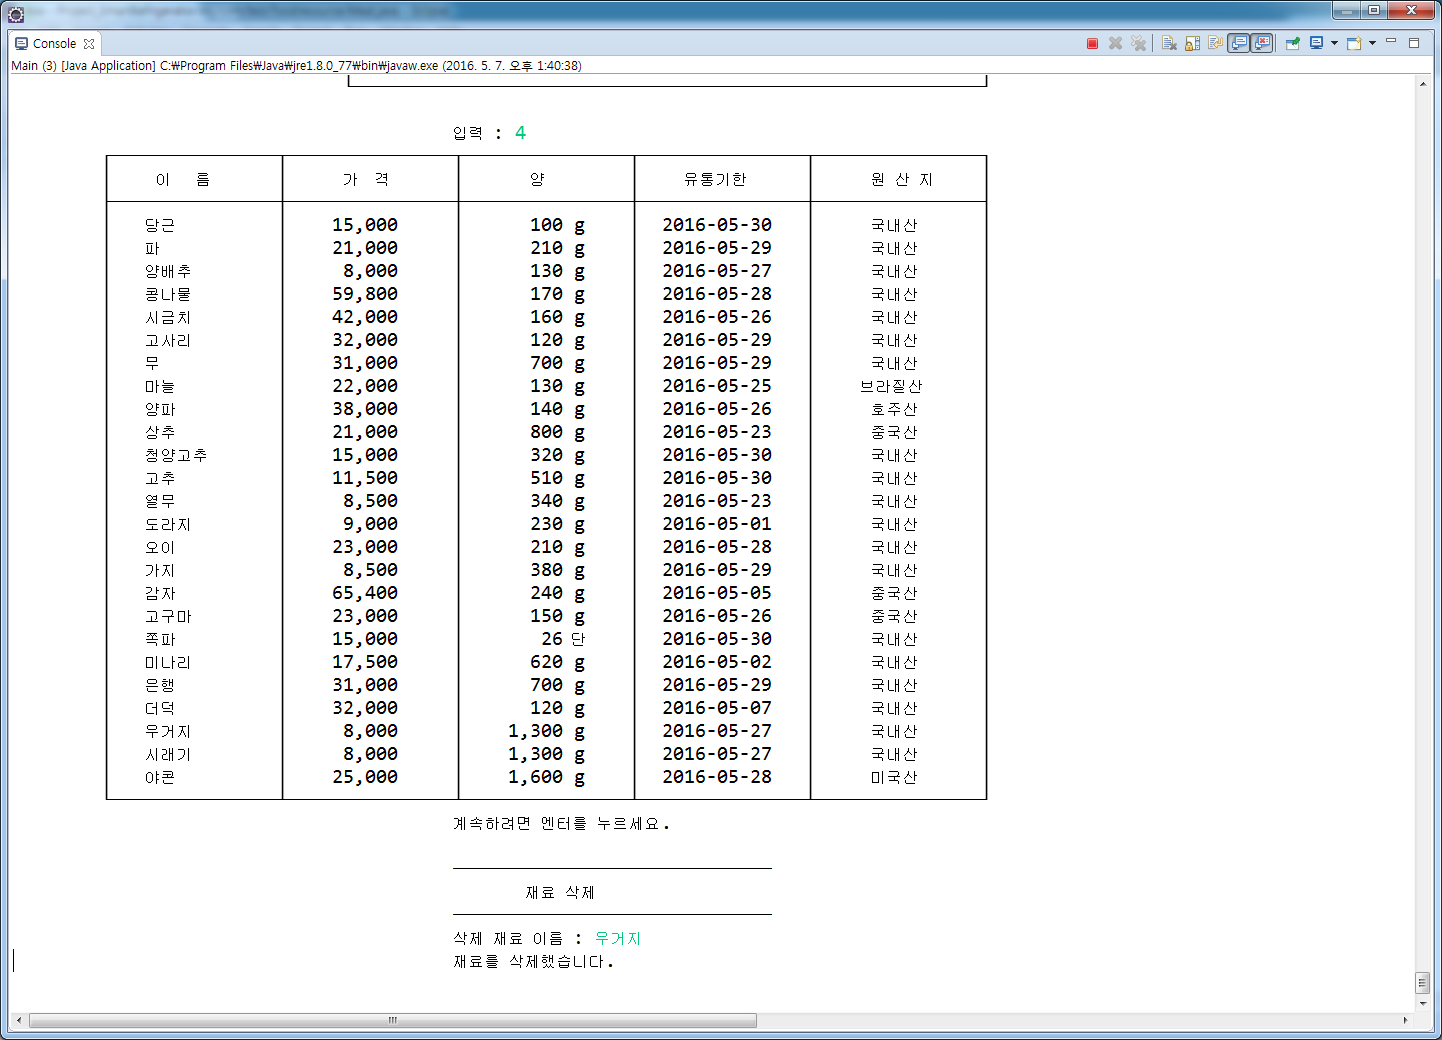 Console
Main (3) [Java Application] C:₩Program Files₩Java₩jre1.8.0_77₩bin₩javaw.exe (2016. 5. 7. 오후 1:40:38)
입력 : 4
이 름 가 격 양 유통기한 원 산 지
당근 15,000 100 g 2016-05-30 국내산
파 21,000 210 g 2016-05-29 국내산
양배추 8,000 130 g 2016-05-27 국내산
콩나물 59,800 170 g 2016-05-28 국내산
시금치 42,000 160 g 2016-05-26 국내산
고사리 32,000 120 g 2016-05-29 국내산
무 31,000 700 g 2016-05-29 국내산
마늘 22,000 130 g 2016-05-25 브라질산
양파 38,000 140 g 2016-05-26 호주산
상추 21,000 800 g 2016-05-23 중국산
청양고추 15,000 320 g 2016-05-30 국내산
고추 11,500 510 g 2016-05-30 국내산
열무 8,500 340 g 2016-05-23 국내산
도라지 9,000 230 g 2016-05-01 국내산
오이 23,000 210 g 2016-05-28 국내산
가지 8,500 380 g 2016-05-29 국내산
감자 65,400 240 g 2016-05-05 중국산
고구마 23,000 150 g 2016-05-26 중국산
쪽파 15,000 26 단 2016-05-30 국내산
미나리 17,500 620 g 2016-05-02 국내산
은행 31,000 700 g 2016-05-29 국내산
더덕 32,000 120 g 2016-05-07 국내산
우거지 8,000 1,300 g 2016-05-27 국내산
시래기 8,000 1,300 g 2016-05-27 국내산
야콘 25,000 1,600 g 2016-05-28 미국산
계속하려면 엔터를 누르세요.
재료 삭제
삭제 재료 이름 : 우거지
재료를 삭제했습니다.